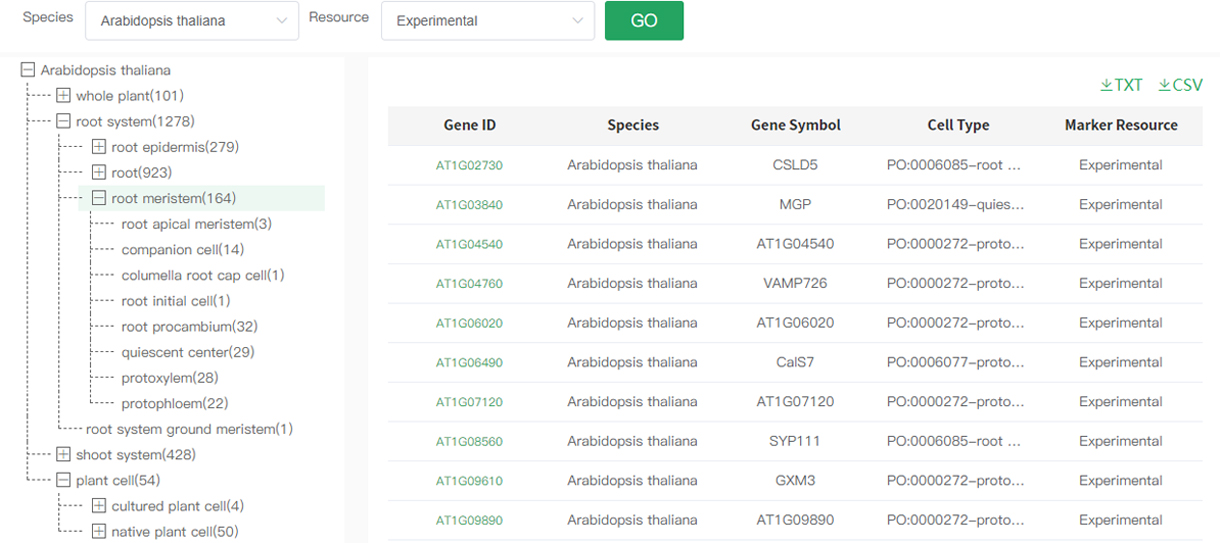 Species Arabidopsis thaliana Resource Experimental GO
Arabidopsis thaliana
whole plant(101)
root system(1278)
root epidermis(279)
root(923)
root meristem(164)
root apical meristem(3)
companion cell(14)
columella root cap cell(1)
root initial cell(1)
root procambium(32)
quiescent center(29)
protoxylem(28)
protophloem(22)
root system ground meristem(1)
shoot system(428)
plant cell(54)
cultured plant cell(4)
native plant cell(50)
TXT CSV
Gene ID Species Gene Symbol Cell Type Marker Resource
AT1G02730 Arabidopsis thaliana CSLD5 PO:0006085-root ... Experimental
AT1G03840 Arabidopsis thaliana MGP PO:0020149-quies... Experimental
AT1G04540 Arabidopsis thaliana AT1G04540 PO:0000272-proto... Experimental
AT1G04760 Arabidopsis thaliana VAMP726 PO:0000272-proto... Experimental
AT1G06020 Arabidopsis thaliana AT1G06020 PO:0000272-proto... Experimental
AT1G06490 Arabidopsis thaliana CalS7 PO:0006077-proto... Experimental
AT1G07120 Arabidopsis thaliana AT1G07120 PO:0000272-proto... Experimental
AT1G08560 Arabidopsis thaliana SYP111 PO:0006085-root ... Experimental
AT1G09610 Arabidopsis thaliana GXM3 PO:0000272-proto... Experimental
AT1G09890 Arabidopsis thaliana AT1G09890 PO:0000272-proto... Experimental